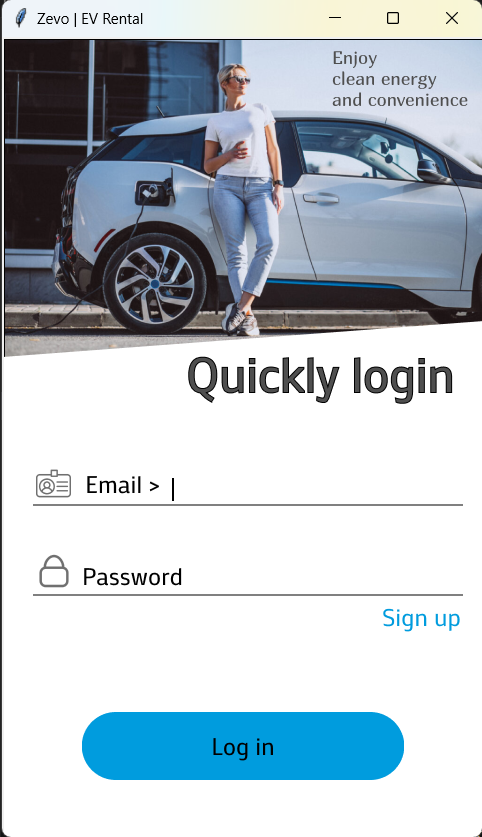 Zevo | EV Rental
Enjoy
clean energy
and convenience
Quickly login
Email >
Password
Sign up
Log in